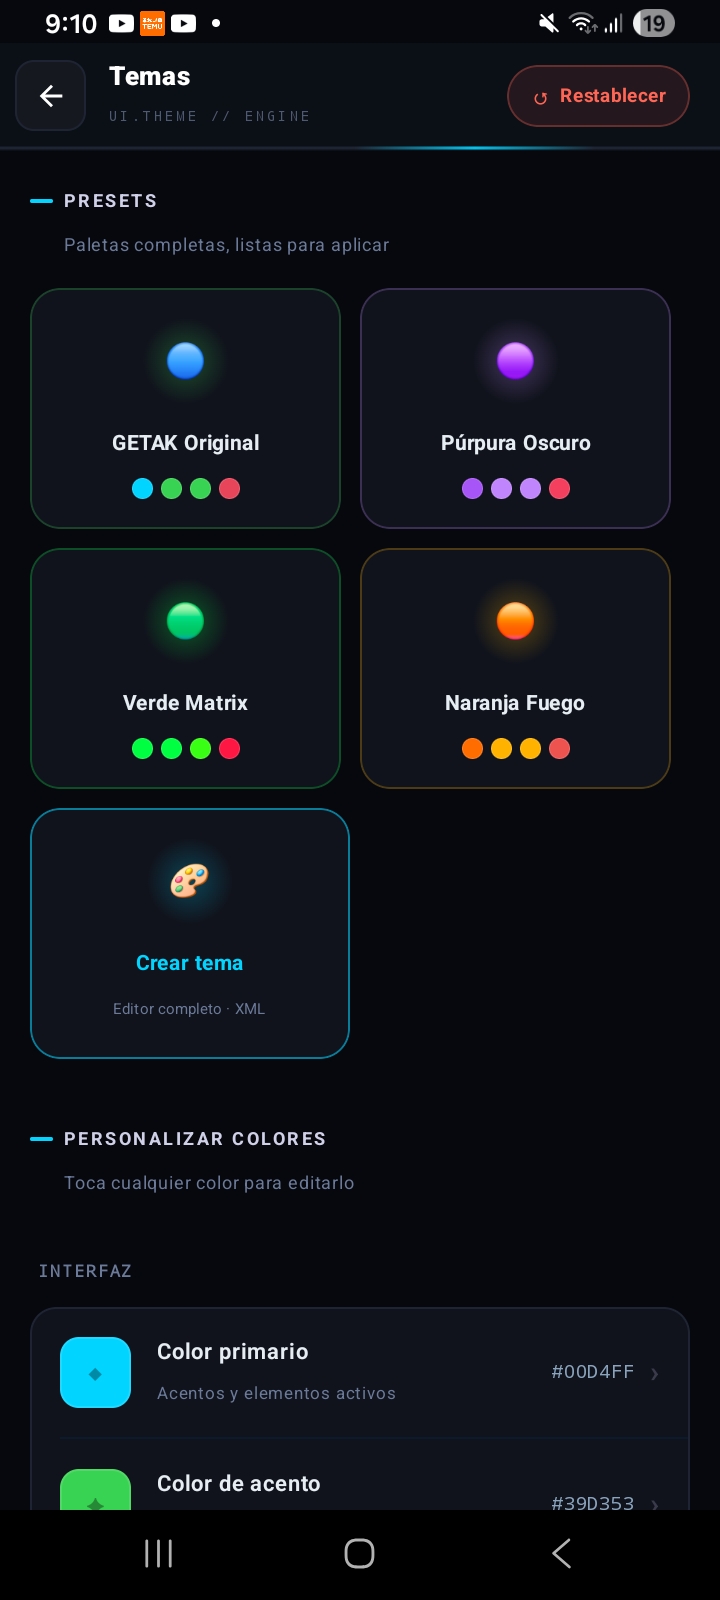 9:10
TEMU
19
Temas
UI.THEME // ENGINE
Restablecer
PRESETS
Paletas completas, listas para aplicar
GETAK Original
Púrpura Oscuro
Verde Matrix
Naranja Fuego
Crear tema
Editor completo · XML
PERSONALIZAR COLORES
Toca cualquier color para editarlo
INTERFAZ
Color primario
#00D4FF
Acentos y elementos activos
Color de acento
#39D353